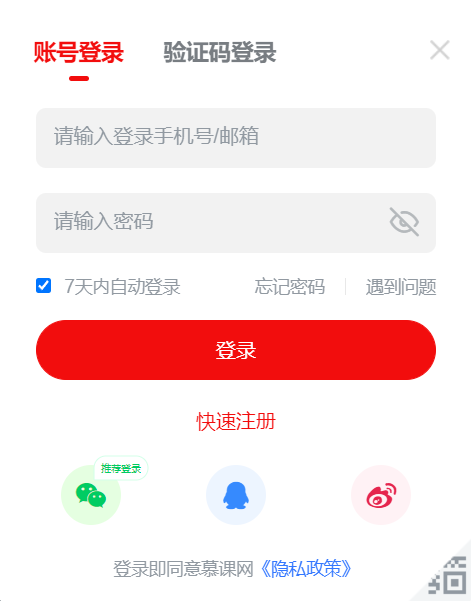 账号登录 验证码登录
请输入登录手机号/邮箱
请输入密码
7天内自动登录 忘记密码 遇到问题
登录
快速注册
推荐登录
登录即同意慕课网《隐私政策》